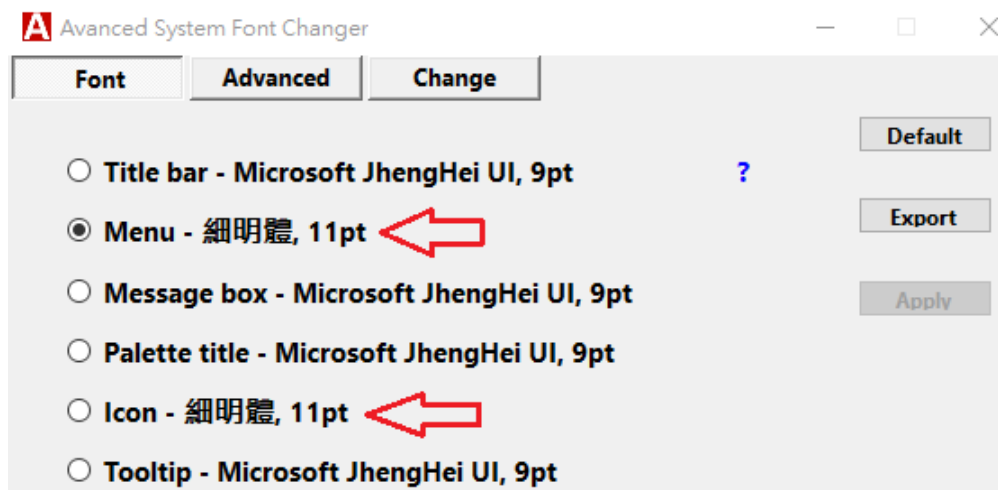 A Avanced System Font Changer
Font Advanced Change
Default
Title bar - Microsoft JhengHei UI, 9pt ?
Menu - 細明體, 11pt
Export
Message box - Microsoft JhengHei UI, 9pt
Apply
Palette title - Microsoft JhengHei UI, 9pt
Icon - 細明體, 11pt
Tooltip - Microsoft JhengHei UI, 9pt